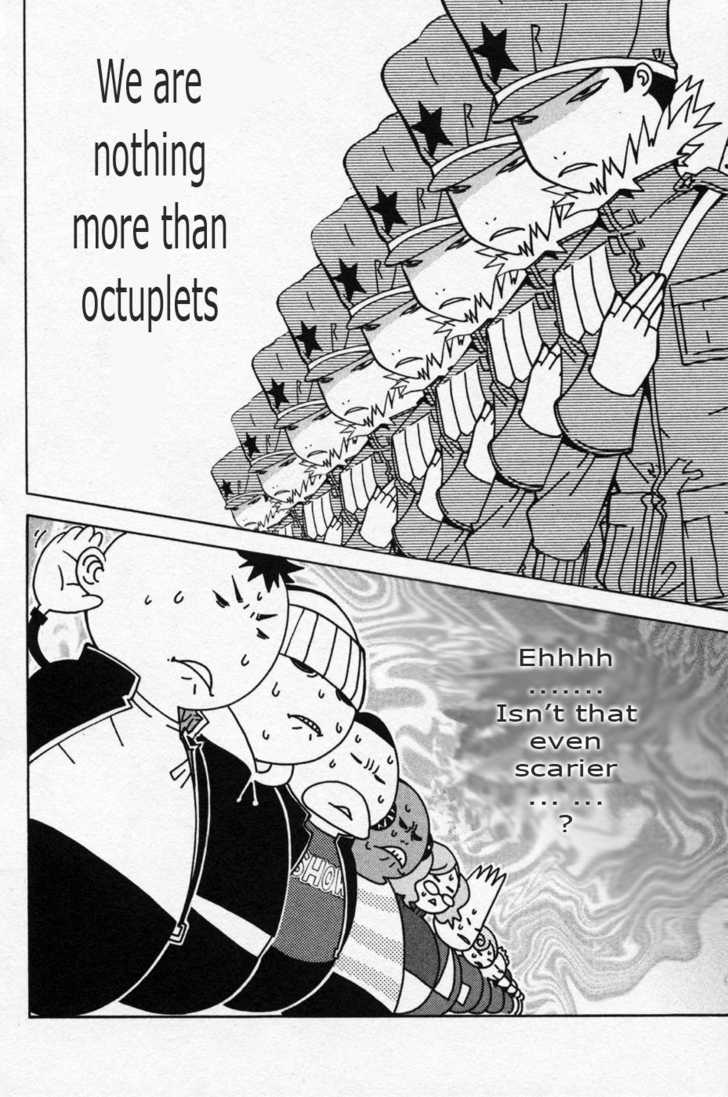 We are
nothing
more than
octuplets
Ehhhh
.......
Isn't that
even
scarier
... ...
?
SHOW